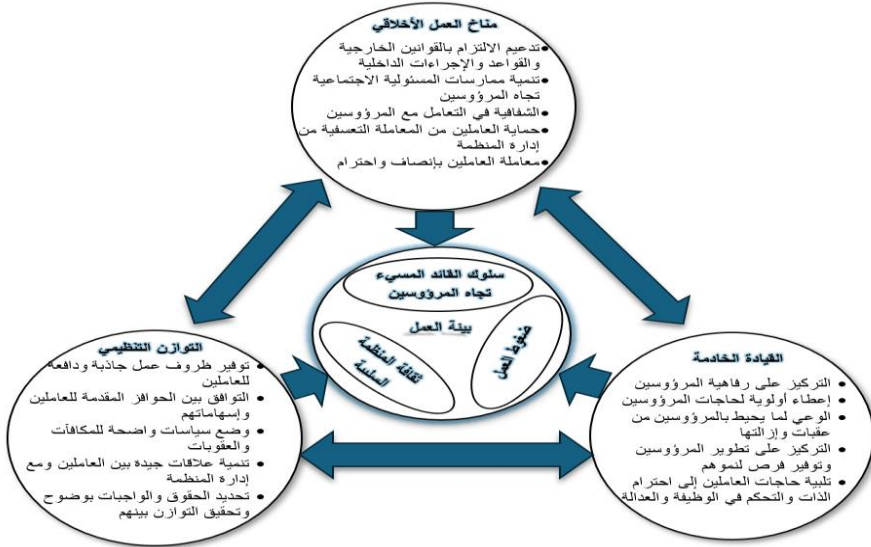 مناخ العمل الأخلاقي
•تدعيم الالتزام بالقوانين الخارجية
والقواعد والإجراءات الداخلية
•تنمية ممارسات المسئولية الاجتماعية
تجاه المرؤوسين
•الشفافية في التعامل مع المرؤوسين
•حماية العاملين من المعاملة التعسفية من
إدارة المنظمة
•معاملة العاملين بإنصاف واحترام
سلوك القائد المسيء
تجاه المرؤوسين
بيئة العمل
ضغوط العمل
ثقافة المنظمة
القيادة الخادمة
• التركيز على رفاهية المرؤوسين
• إعطاء أولوية لحاجات المرؤوسين
• الوعي لما يحيط بالمرؤوسين من
عقبات وإزالتها
• التركيز على تطوير المرؤوسين
وتوفير فرص لنموهم
• تلبية حاجات العاملين إلى احترام
الذات والتحكم في الوظيفة والعدالة
التوازن التنظيمي
• توفير ظروف عمل جاذبة ودافعة
للعاملين
• التوافق بين الحوافز المقدمة للعاملين
وإسهاماتهم
• وضع سياسات واضحة للمكافآت
والعقوبات
• تنمية علاقات جيدة بين العاملين ومع
إدارة المنظمة
• تحديد الحقوق والواجبات بوضوح
وتحقيق التوازن بينهم